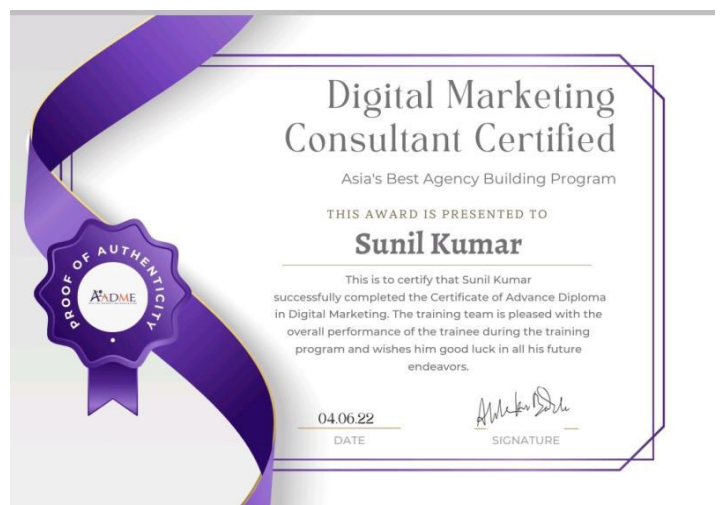 Digital Marketing
Consultant Certified
Asia's Best Agency Building Program
THIS AWARD IS PRESENTED TO
Sunil Kumar
This is to certify that Sunil Kumar
successfully completed the Certificate of Advance Diploma
in Digital Marketing. The training team is pleased with the
overall performance of the trainee during the training
program and wishes him good luck in all his future
endeavors.
04.06.22
DATE
SIGNATURE
PROOF OF AUTHENTICITY
AADME